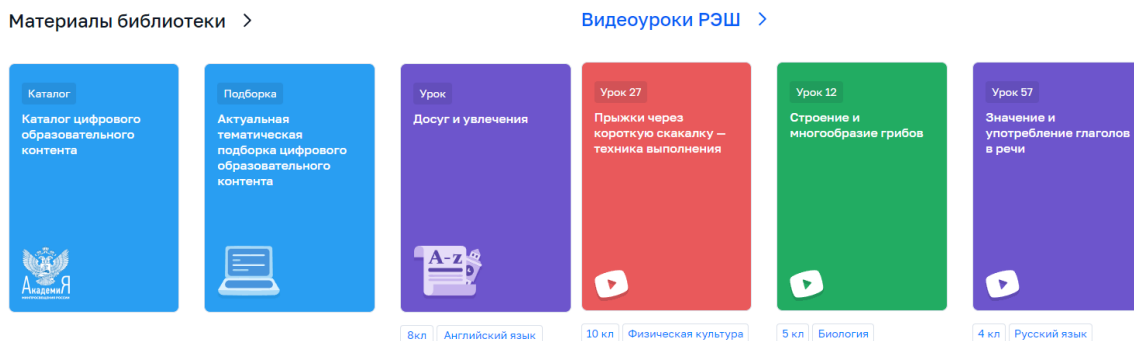 Материалы библиотеки
Каталог
Каталог цифрового
образовательного
контента
АкадемиЯ
Подборка
Актуальная
тематическая
подборка цифрового
образовательного
контента
Урок
Досуг и увлечения
A-z
8кл Английский язык
Видеоуроки РЭШ
Урок 27
Прыжки через
короткую скакалку —
техника выполнения
10 кл Физическая культура
Урок 12
Строение и
многообразие грибов
5 кл Биология
Урок 57
Значение и
употребление глаголов
в речи
4 кл Русский язык